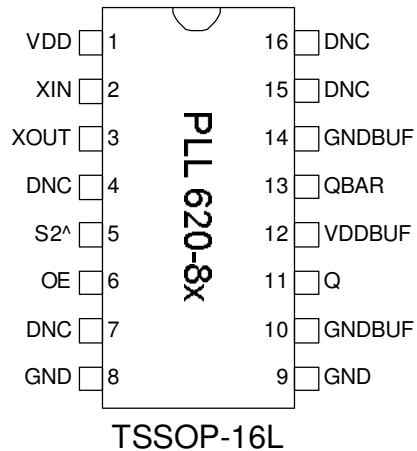 VDD 1 16 DNC
XIN 2 15 DNC
XOUT 3 14 GNDBUF
DNC 4 13 QBAR
S2^ 5 12 VDDBUF
OE 6 11 Q
DNC 7 10 GNDBUF
GND 8 9 GND
PLL 620-8x
TSSOP-16L